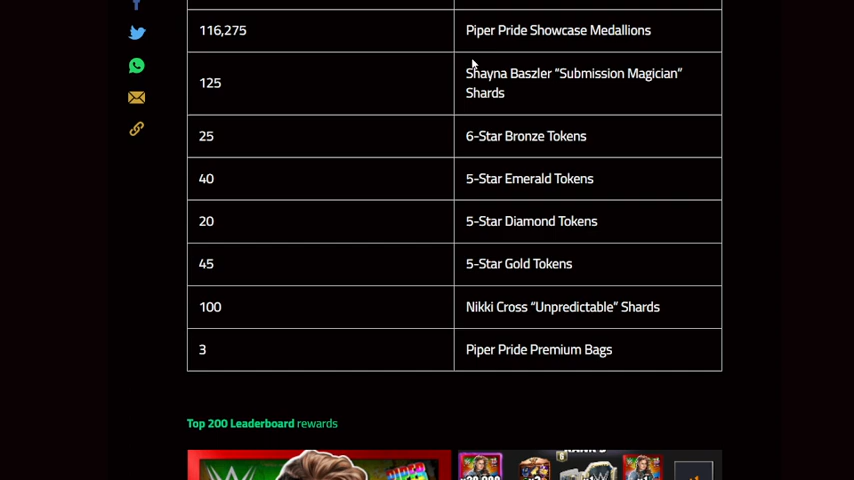 116,275 Piper Pride Showcase Medallions
125 Shayna Baszler “Submission Magician”
Shards
25 6-Star Bronze Tokens
40 5-Star Emerald Tokens
20 5-Star Diamond Tokens
45 5-Star Gold Tokens
100 Nikki Cross “Unpredictable” Shards
3 Piper Pride Premium Bags
Top 200 Leaderboard rewards